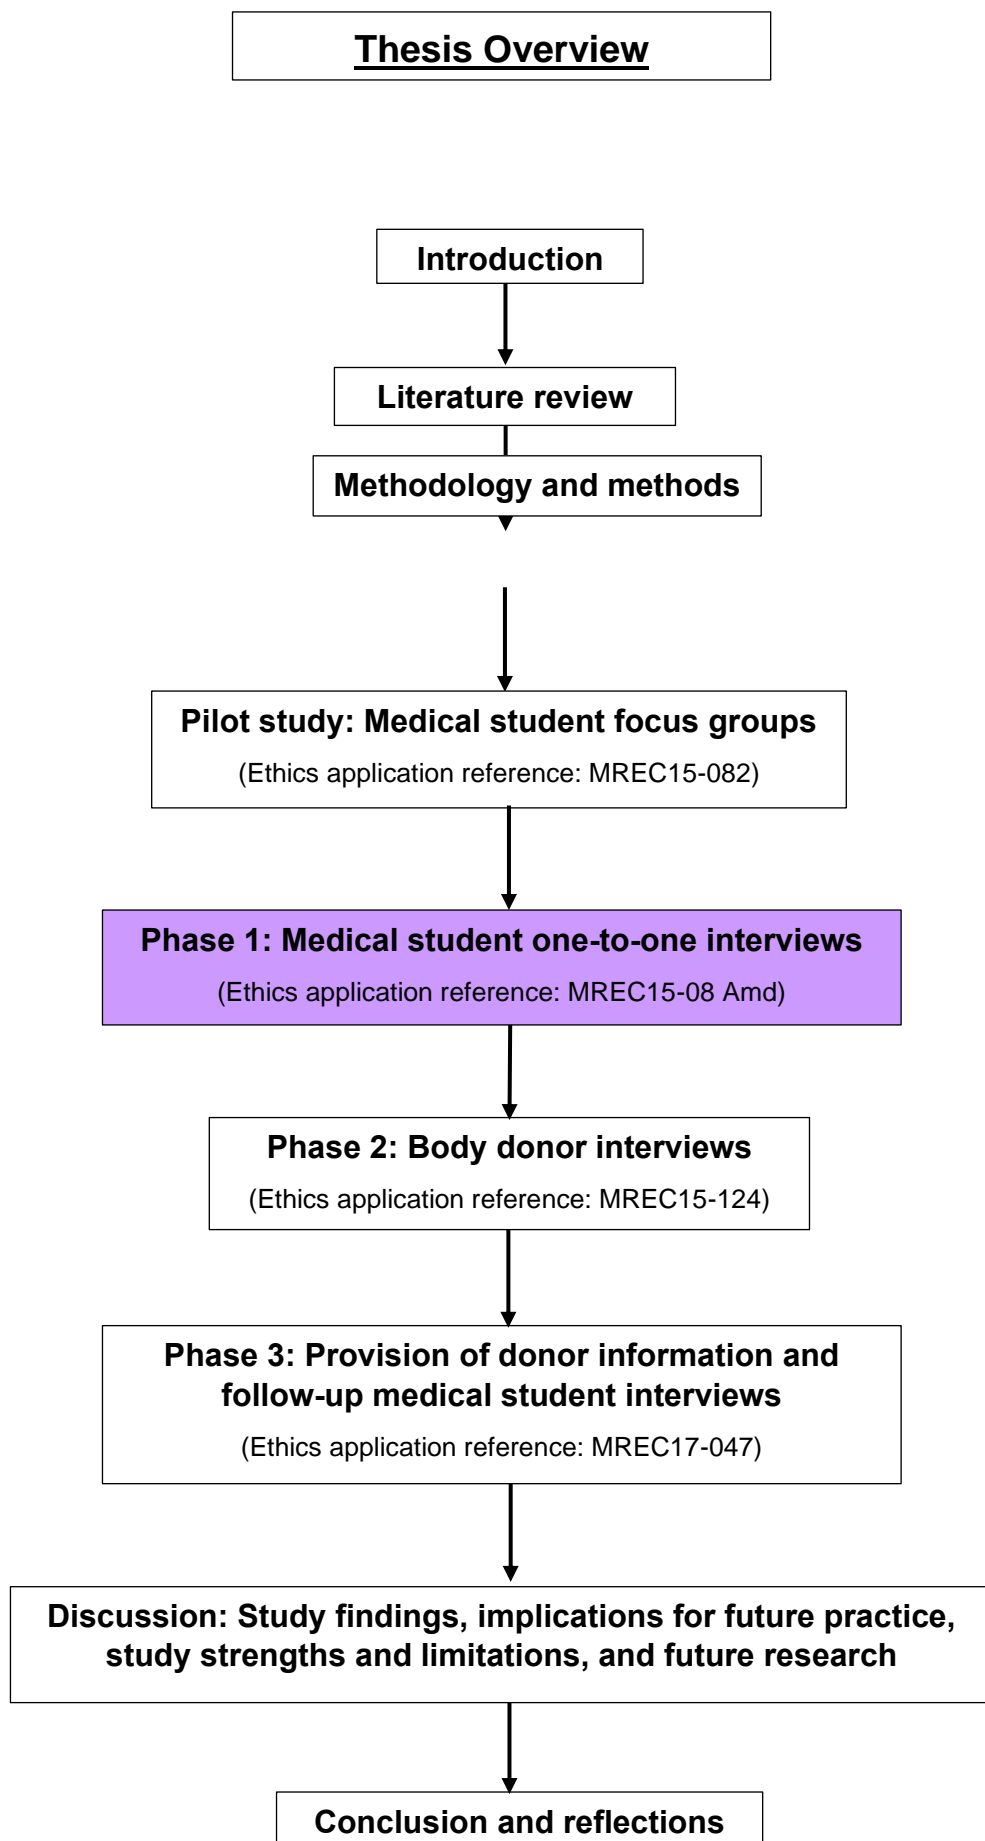 Thesis Overview
Introduction
Literature review
Methodology and methods
Pilot study: Medical student focus groups
(Ethics application reference: MREC15-082)
Phase 1: Medical student one-to-one interviews
(Ethics application reference: MREC15-08 Amd)
Phase 2: Body donor interviews
(Ethics application reference: MREC15-124)
Phase 3: Provision of donor information and
follow-up medical student interviews
(Ethics application reference: MREC17-047)
Discussion: Study findings, implications for future practice,
study strengths and limitations, and future research
Conclusion and reflections